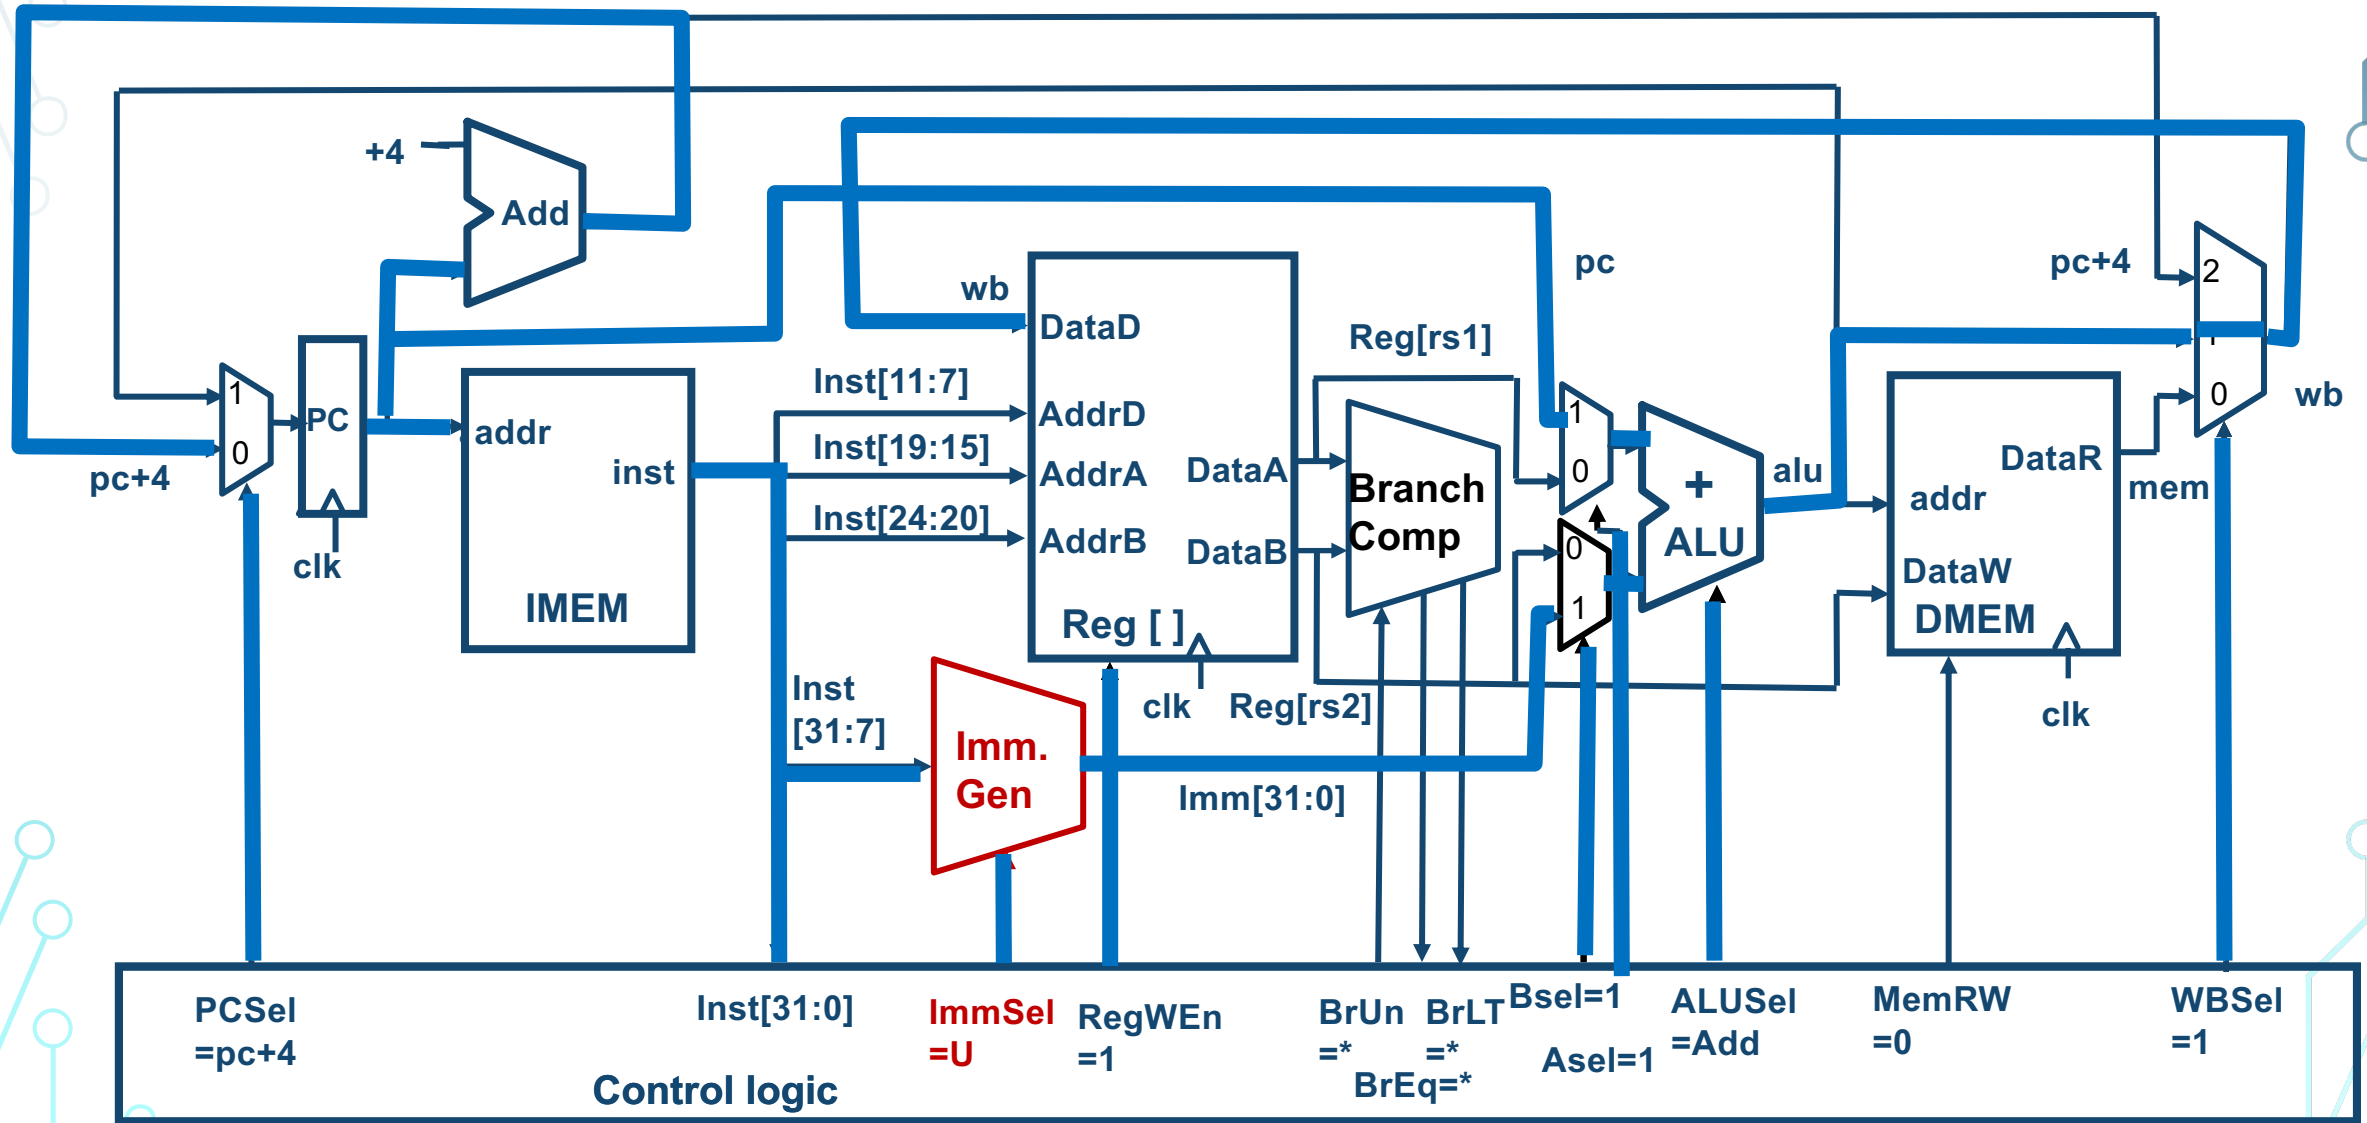 +4
Add
pc
pc+4
2
1
0
wb
wb
DataD
Reg[rs1]
Inst[11:7]
AddrD
Inst[19:15]
AddrA
Inst[24:20]
AddrB
DataA
DataB
Reg [ ]
clk
1
0
pc+4
PC
clk
addr
inst
IMEM
Branch
Comp
1
0
0
1
+
ALU
alu
addr
DataW
DMEM
DataR
mem
clk
Inst
[31:7]
Imm.
Gen
Reg[rs2]
Imm[31:0]
PCSel
=pc+4
Inst[31:0]
ImmSel
=U
RegWEn
=1
BrUn
=*
BrLT
=*
BrEq=*
Bsel=1
Asel=1
ALUSel
=Add
MemRW
=0
WBSel
=1
Control logic